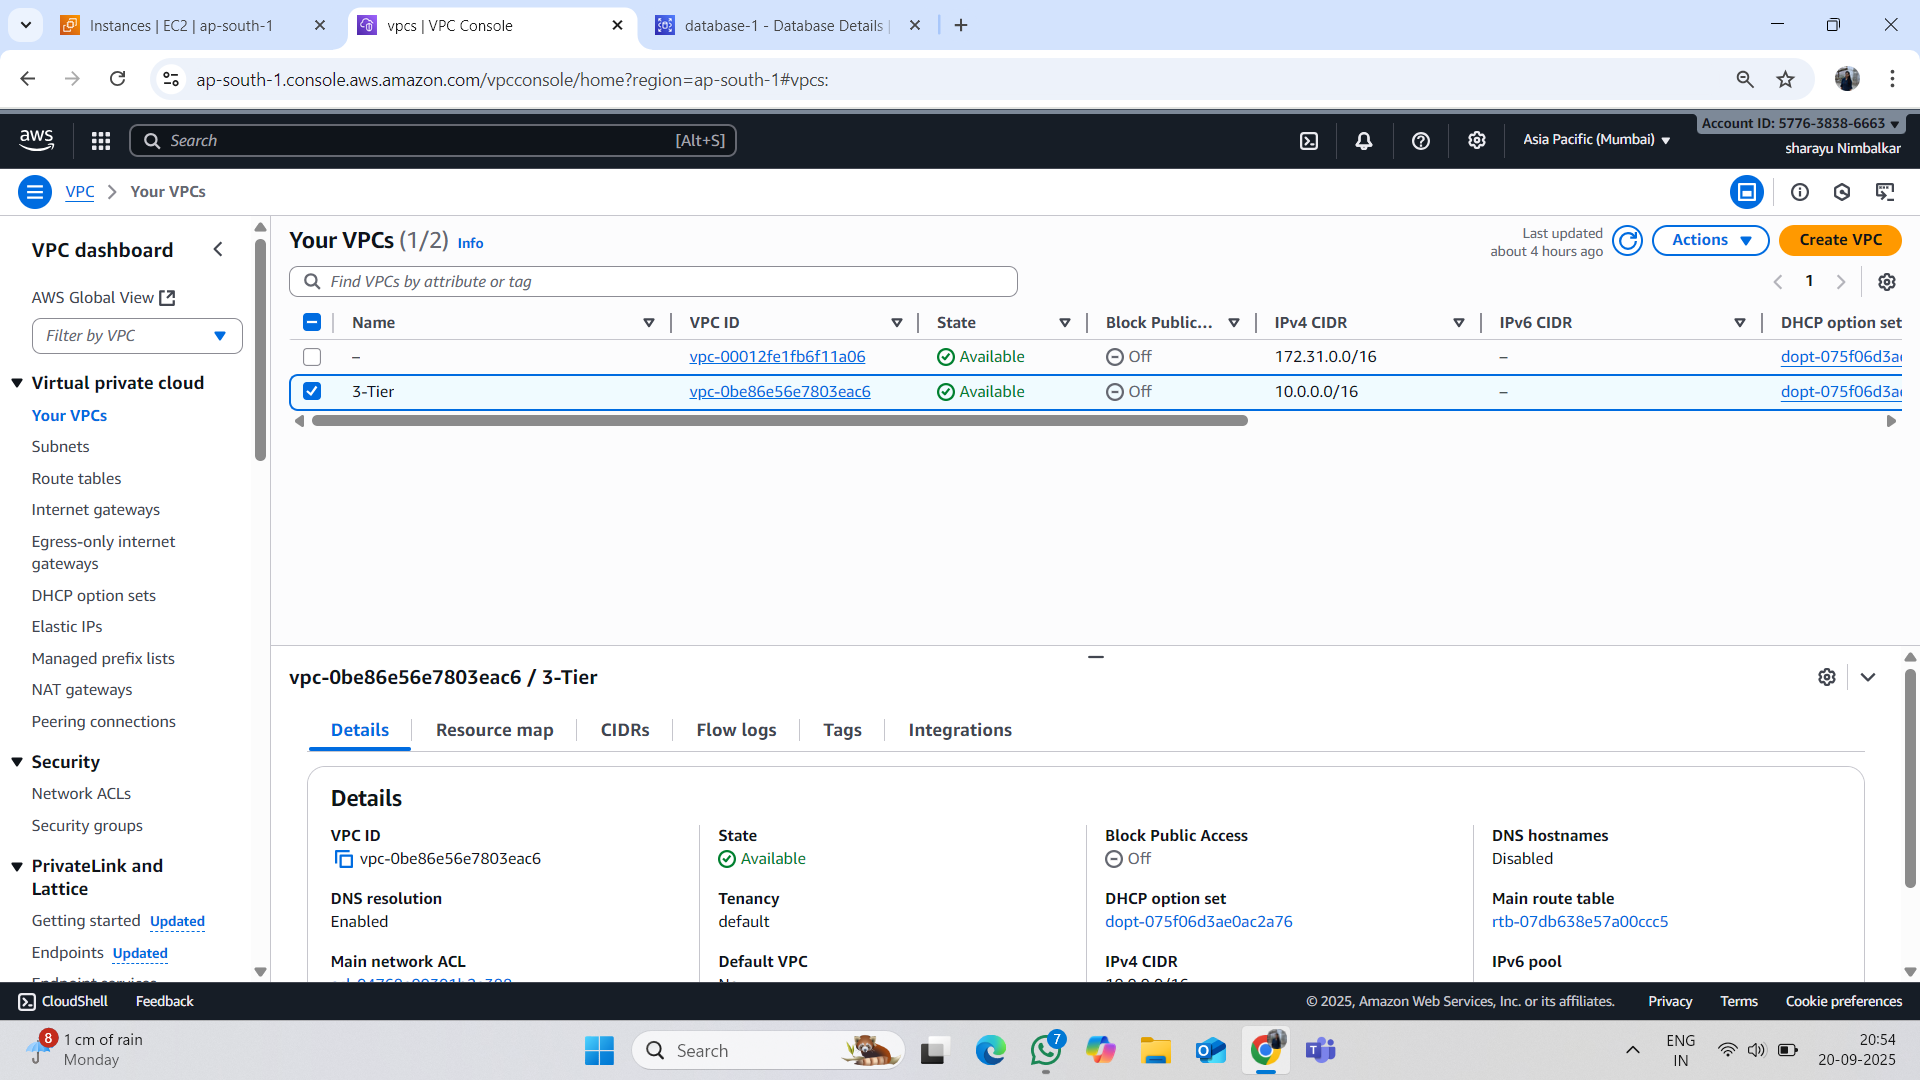 Instances | EC2 | ap-south-1
vpcs | VPC Console
database-1 - Database Details |
ap-south-1.console.aws.amazon.com/vpcconsole/home?region=ap-south-1#vpcs:
aws
Search
[Alt+S]
Asia Pacific (Mumbai)
Account ID: 5776-3838-6663
sharayu Nimbalkar
VPC
Your VPCs
VPC dashboard
AWS Global View
Filter by VPC
Virtual private cloud
Your VPCs
Subnets
Route tables
Internet gateways
Egress-only internet
gateways
DHCP option sets
Elastic IPs
Managed prefix lists
NAT gateways
Peering connections
Security
Network ACLs
Security groups
PrivateLink and
Lattice
Getting started Updated
Endpoints Updated
Your VPCs (1/2) Info
Last updated
about 4 hours ago
Actions
Create VPC
Find VPCs by attribute or tag
1
Name VPC ID State Block Public... IPv4 CIDR IPv6 CIDR DHCP option set
– vpc-00012fe1fb6f11a06 Available Off 172.31.0.0/16 – dopt-075f06d3a
3-Tier vpc-0be86e56e7803eac6 Available Off 10.0.0.0/16 – dopt-075f06d3a
vpc-0be86e56e7803eac6 / 3-Tier
Details Resource map CIDRs Flow logs Tags Integrations
Details
VPC ID
vpc-0be86e56e7803eac6
State
Available
Block Public Access
Off
DNS hostnames
Disabled
DNS resolution
Enabled
Tenancy
default
DHCP option set
dopt-075f06d3ae0ac2a76
Main route table
rtb-07db638e57a00ccc5
Main network ACL
Default VPC
IPv4 CIDR
10.0.0.0/16
IPv6 pool
CloudShell
Feedback
© 2025, Amazon Web Services, Inc. or its affiliates.
Privacy
Terms
Cookie preferences
8
1 cm of rain
Monday
Search
7
ENG
IN
20:54
20-09-2025